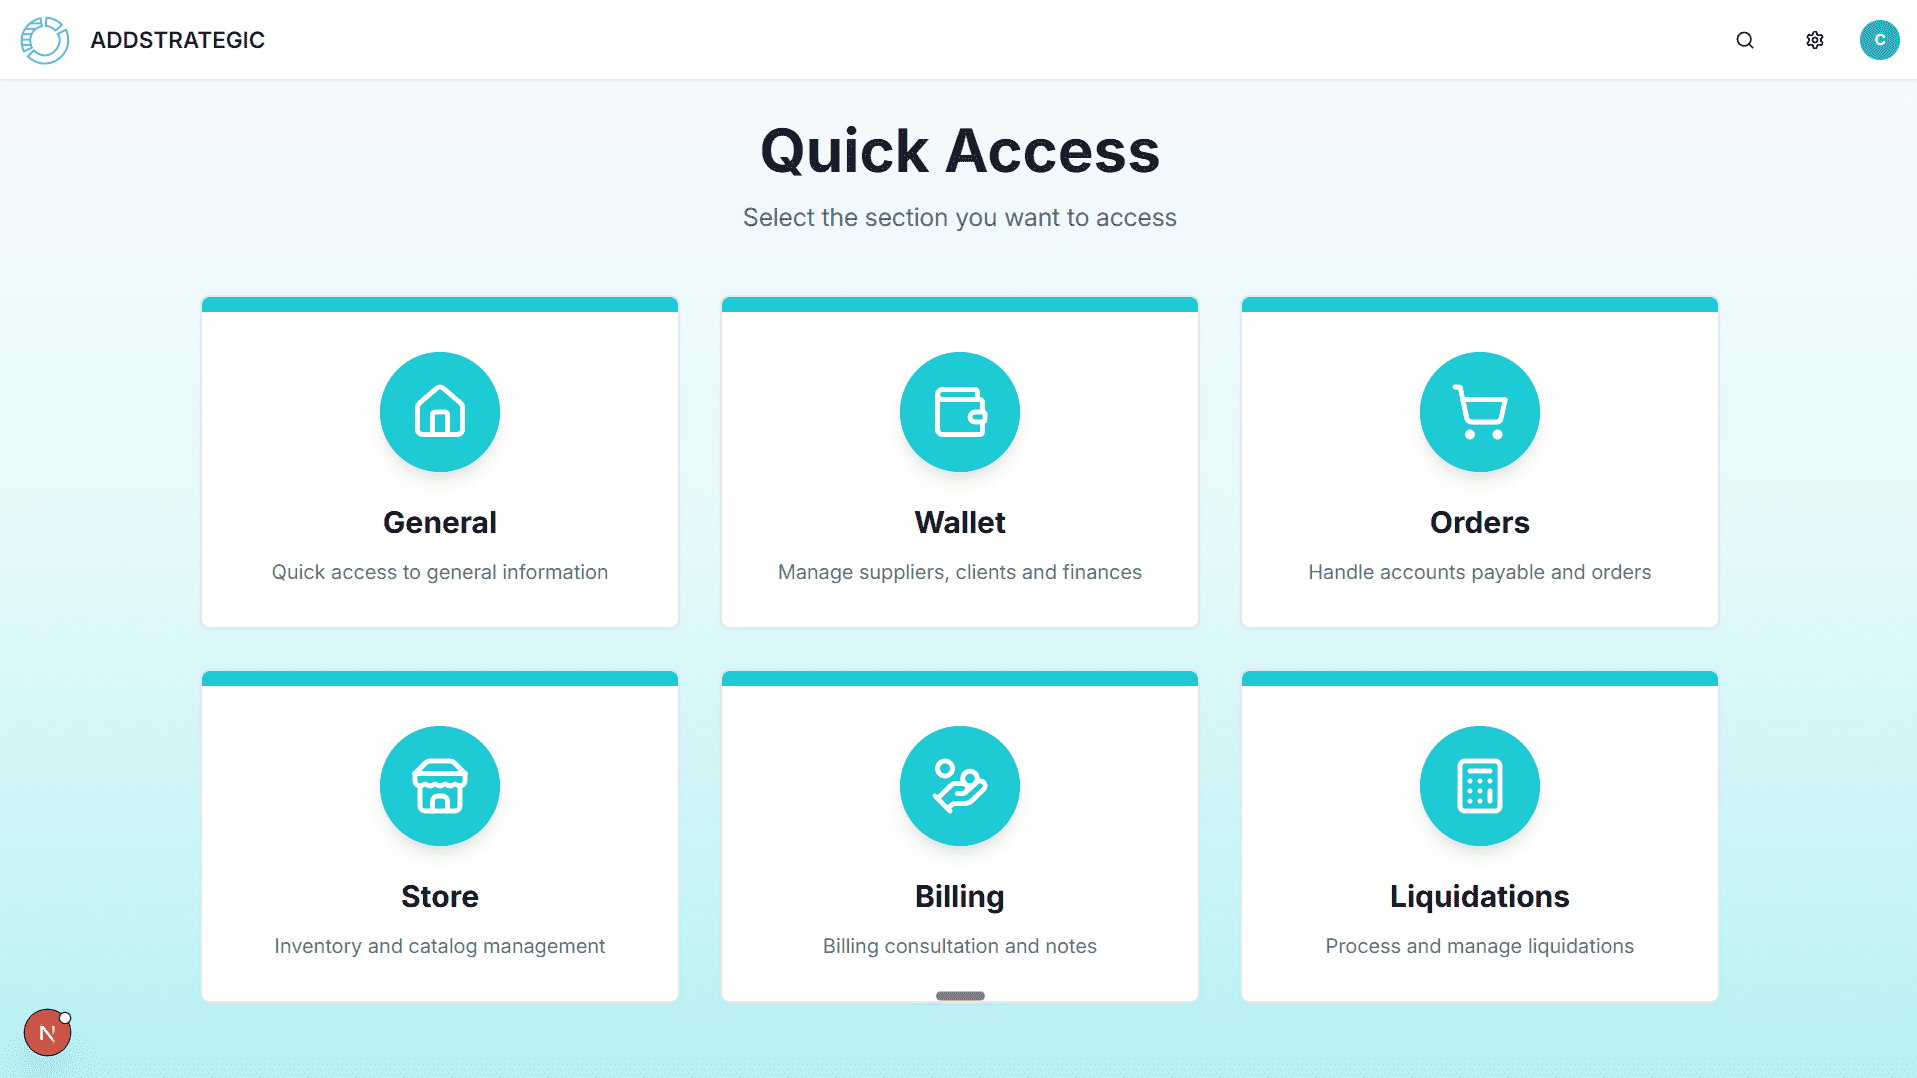 ADDSTRATEGIC
C
Quick Access
Select the section you want to access
General
Quick access to general information
Wallet
Manage suppliers, clients and finances
Orders
Handle accounts payable and orders
Store
Inventory and catalog management
Billing
Billing consultation and notes
Liquidations
Process and manage liquidations
N